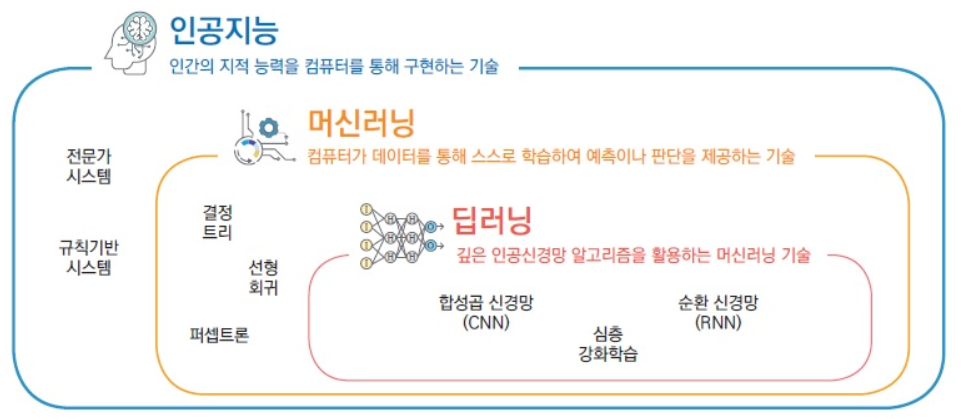 인공지능
인간의 지적 능력을 컴퓨터를 통해 구현하는 기술
머신러닝
컴퓨터가 데이터를 통해 스스로 학습하여 예측이나 판단을 제공하는 기술
전문가
시스템
규칙기반
시스템
결정
트리
선형
회귀
퍼셉트론
딥러닝
깊은 인공신경망 알고리즘을 활용하는 머신러닝 기술
I
I
I
I
H
H
H
H
H
H
O
O
합성곱 신경망
(CNN)
심층
강화학습
순환 신경망
(RNN)